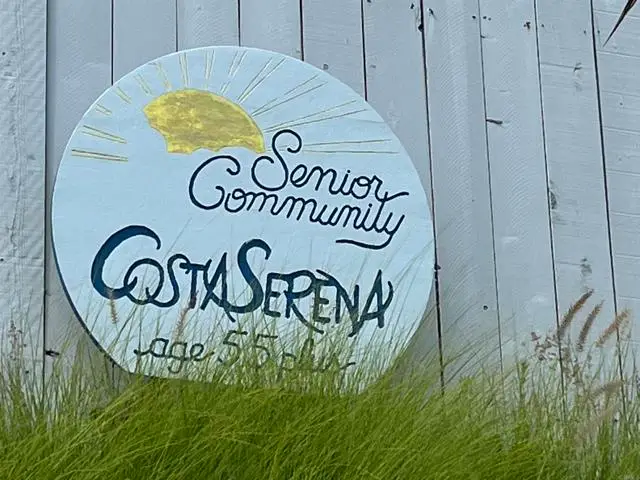 Senior
Community
COSTA SERENA
age 55 plus